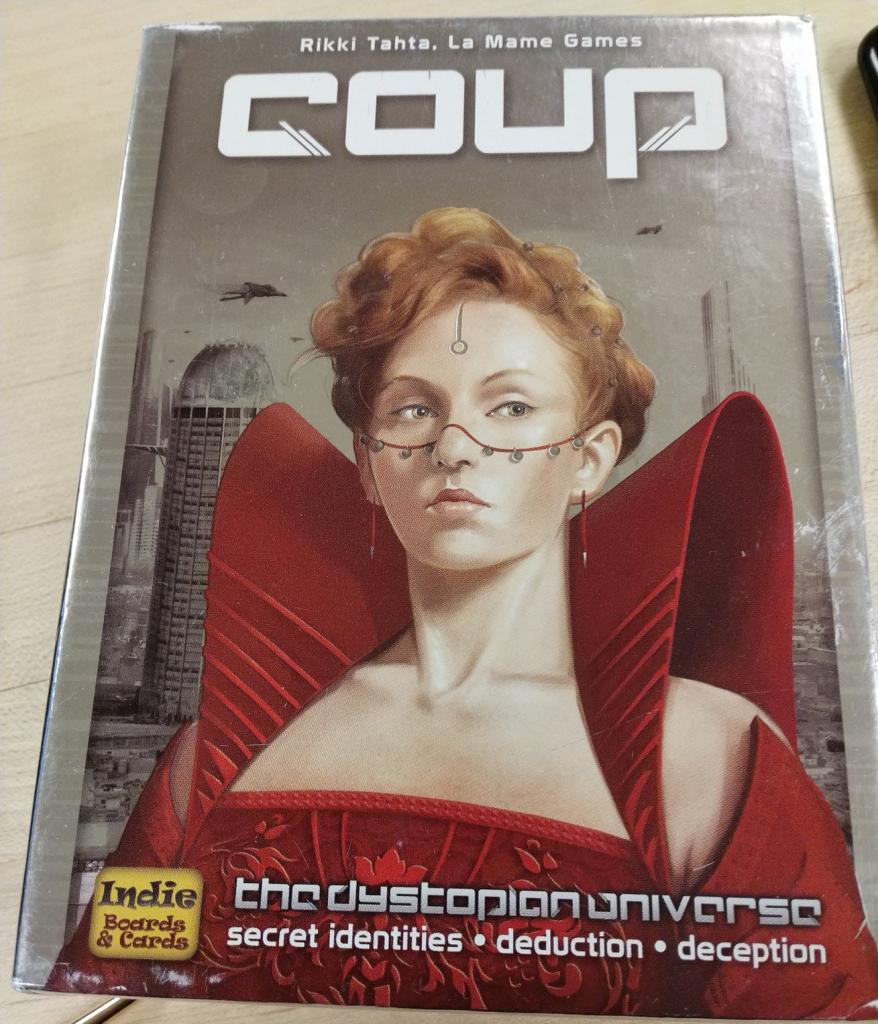 Rikki Tahta, La Mame Games
coup
Indie
Boards
& Cards
the dystopian universe
secret identities • deduction • deception